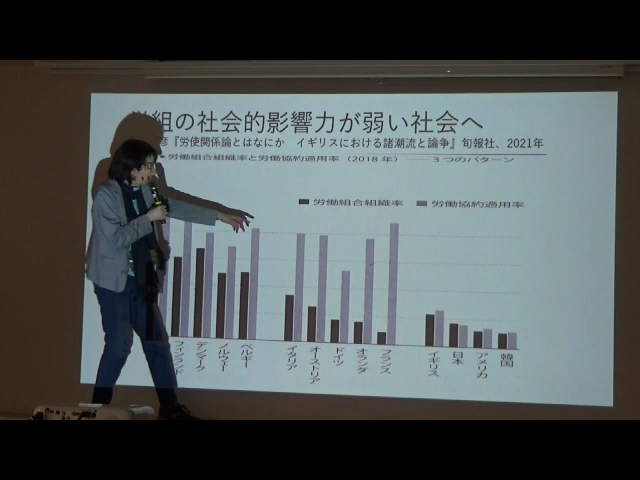 組の社会的影響力が弱い社会へ
彦『労使関係論とはなにか イギリスにおける諸潮流と論争』旬報社、2021年
労働組合組織率と労働協約適用率 （2018年） ── 3つのパターン
労働組合組織率 労働協約適用率
フィンランド
デンマーク
ノルウェー
ベルギー
イタリア
オーストリア
ドイツ
オランダ
フランス
イギリス
日本
アメリカ
韓国